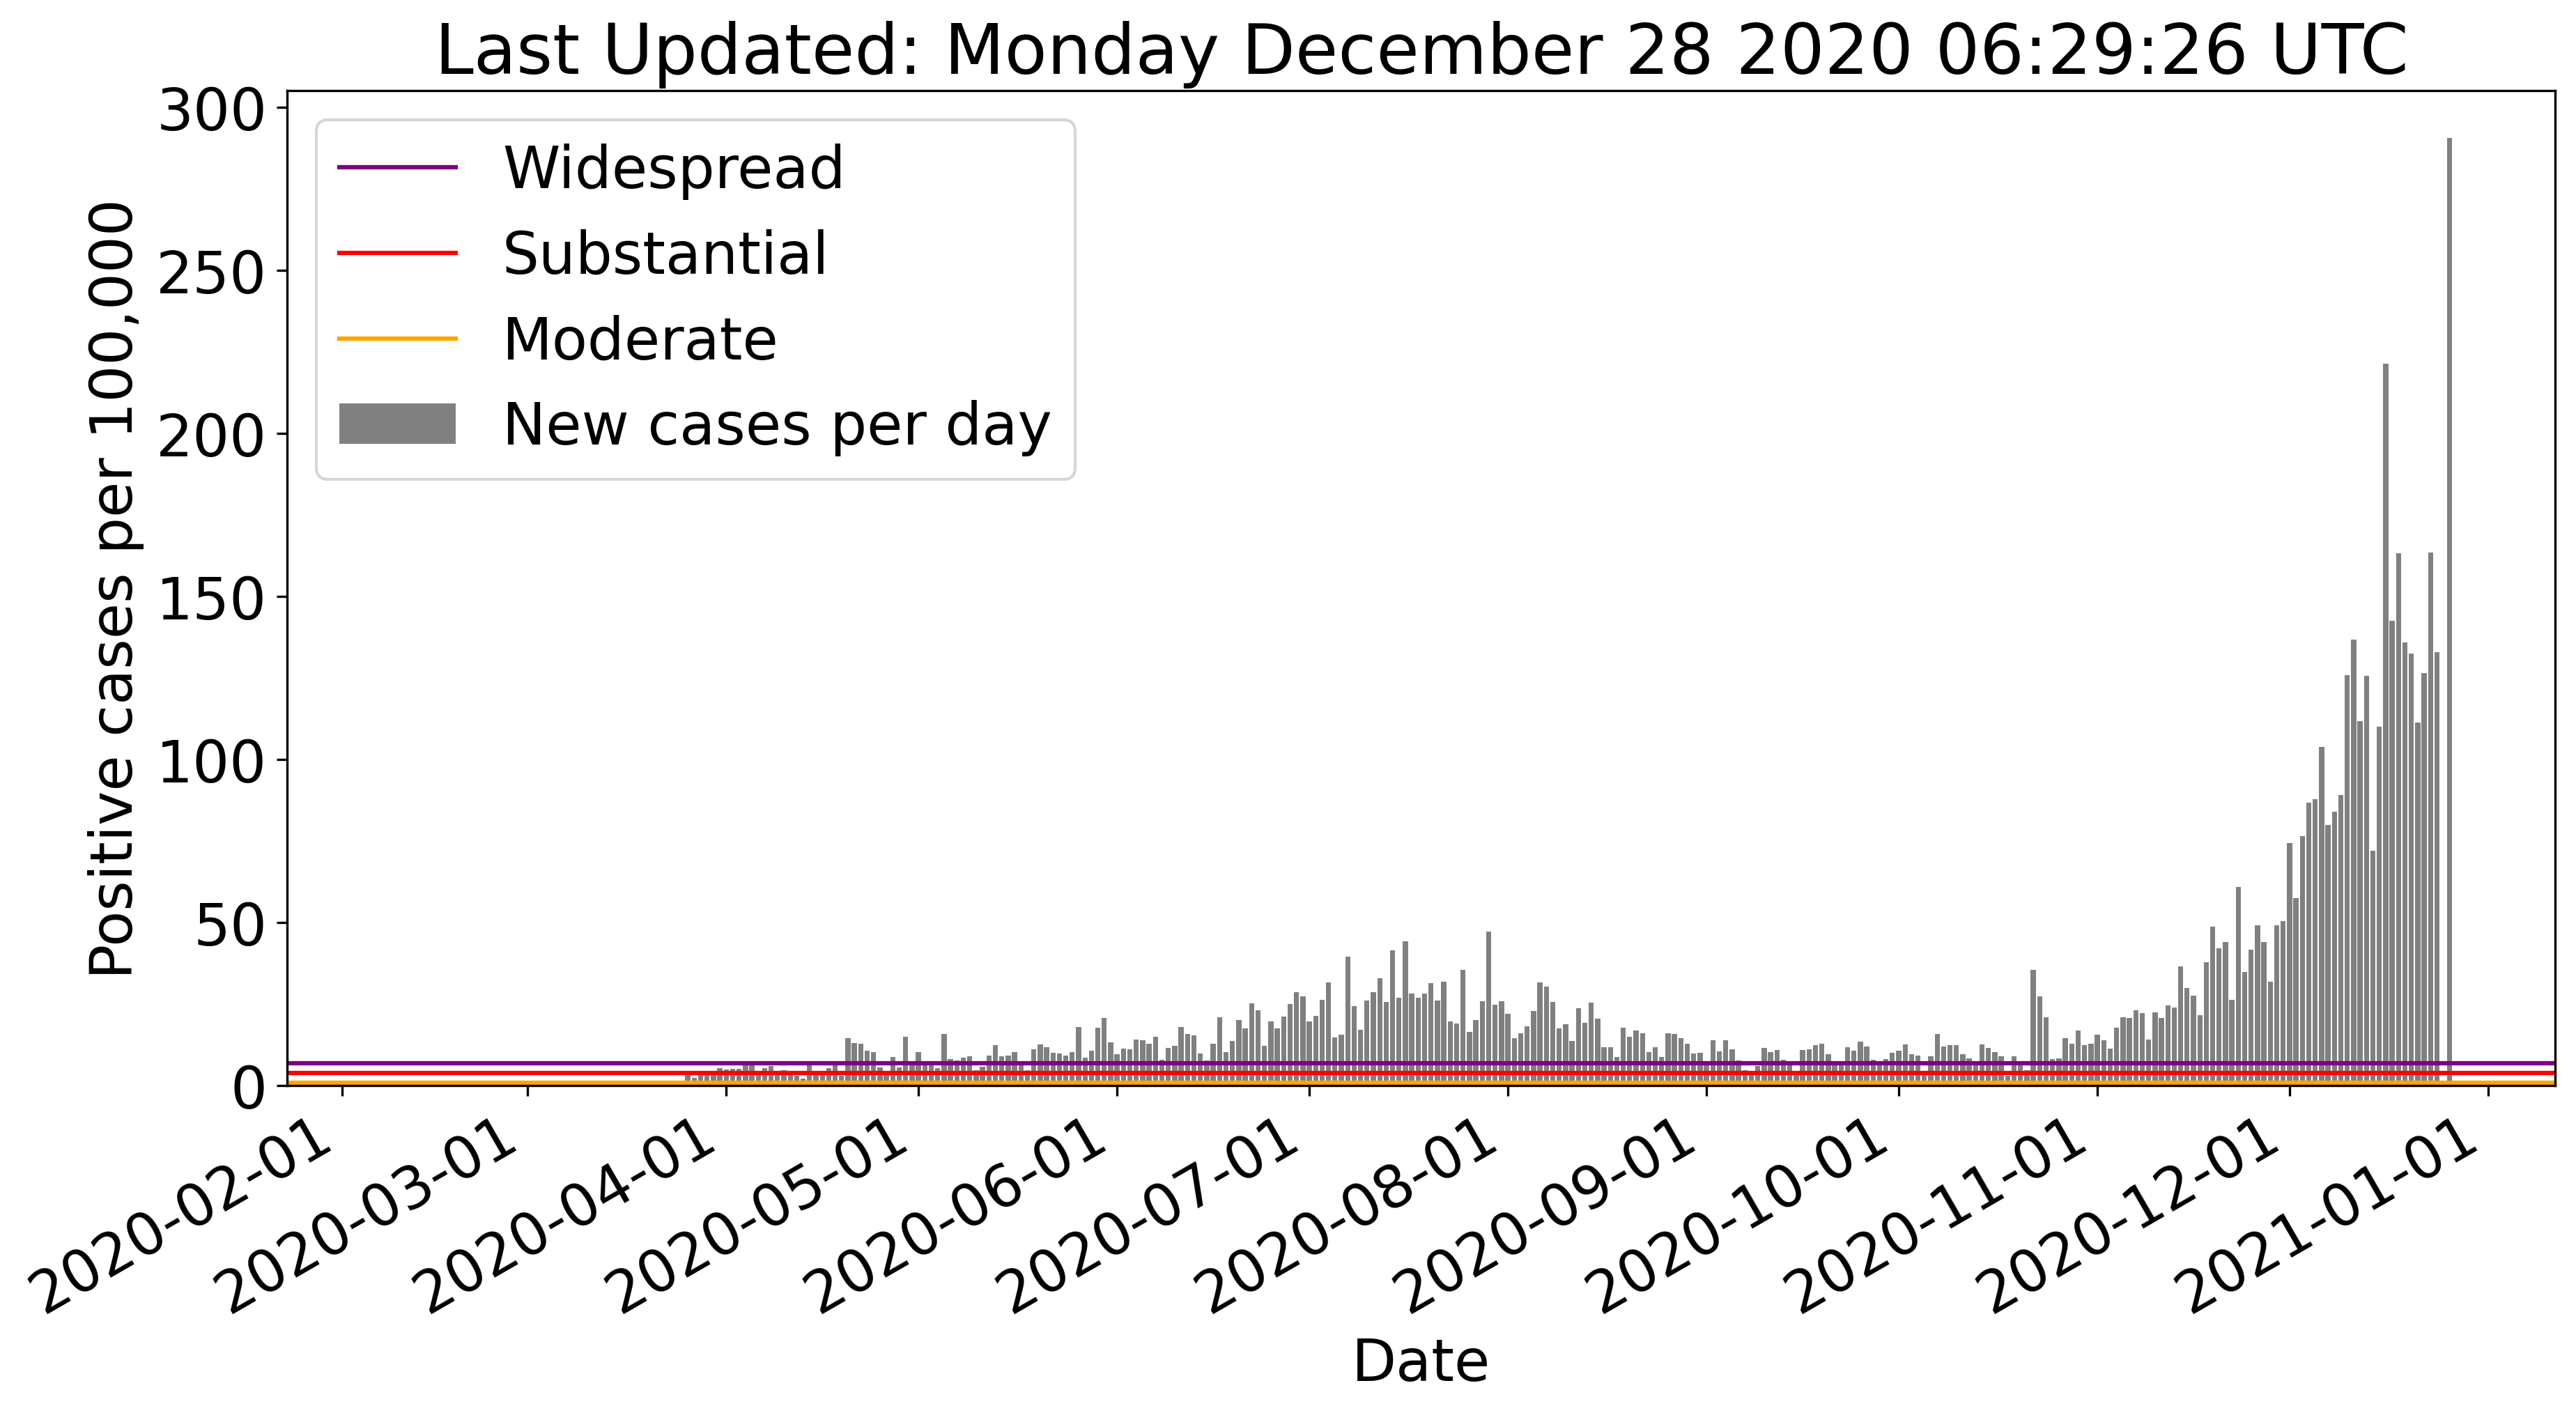 Last Updated: Monday December 28 2020 06:29:26 UTC
Positive cases per 100,000
300
250
200
150
100
50
0
Widespread
Substantial
Moderate
New cases per day
2020-02-01
2020-03-01
2020-04-01
2020-05-01
2020-06-01
2020-07-01
2020-08-01
2020-09-01
2020-10-01
2020-11-01
2020-12-01
2021-01-01
Date